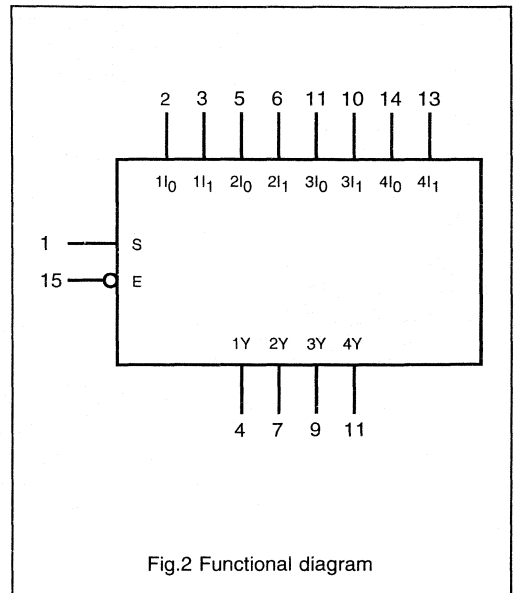 2 3 5 6 11 10 14 13
1I0 1I1 2I0 2I1 3I0 3I1 4I0 4I1
1 S
15 E
1Y 2Y 3Y 4Y
4 7 9 11
Fig.2 Functional diagram